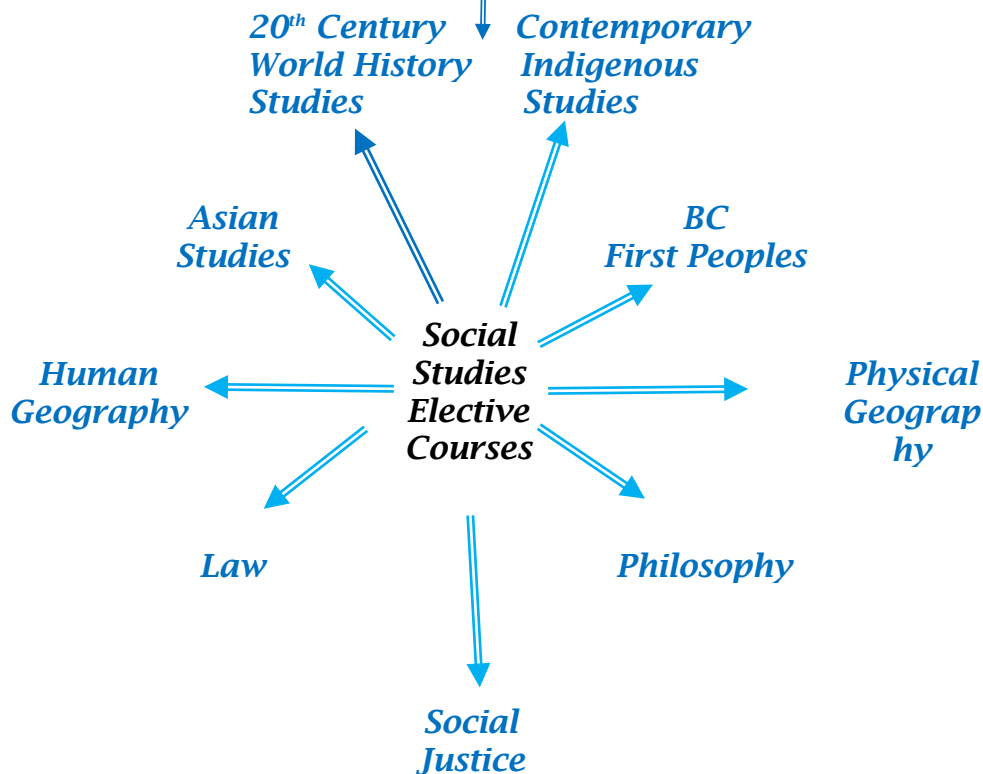 20th Century
World History
Studies
Contemporary
Indigenous
Studies
Asian
Studies
BC
First Peoples
Social
Studies
Elective
Courses
Human
Geography
Physical
Geograp
hy
Law
Philosophy
Social
Justice